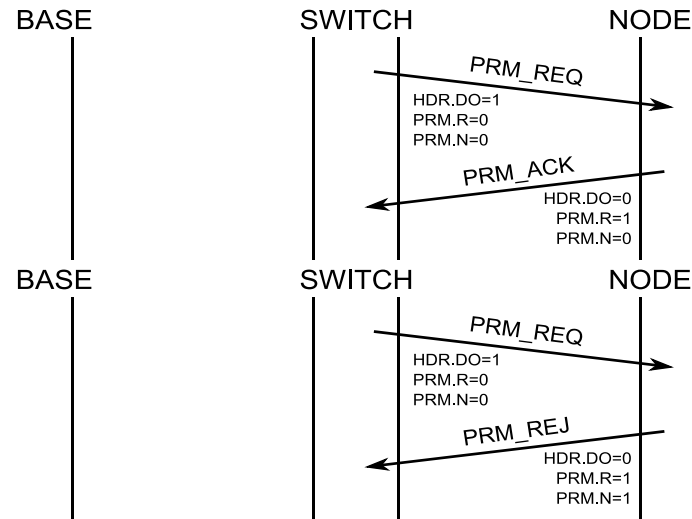 BASE SWITCH NODE
PRM_REQ
HDR.DO=1
PRM.R=0
PRM.N=0
PRM_ACK
HDR.DO=0
PRM.R=1
PRM.N=0
BASE SWITCH NODE
PRM_REQ
HDR.DO=1
PRM.R=0
PRM.N=0
PRM_REJ
HDR.DO=0
PRM.R=1
PRM.N=1